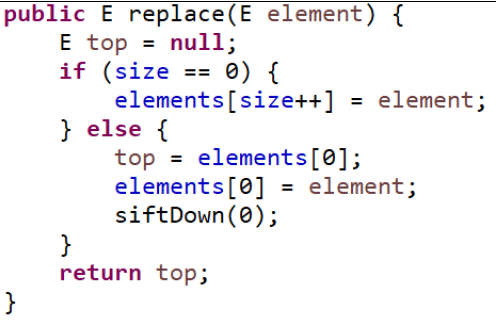 public E replace(E element) {
    E top = null;
    if (size == 0) {
        elements[size++] = element;
    } else {
        top = elements[0];
        elements[0] = element;
        siftDown(0);
    }
    return top;
}